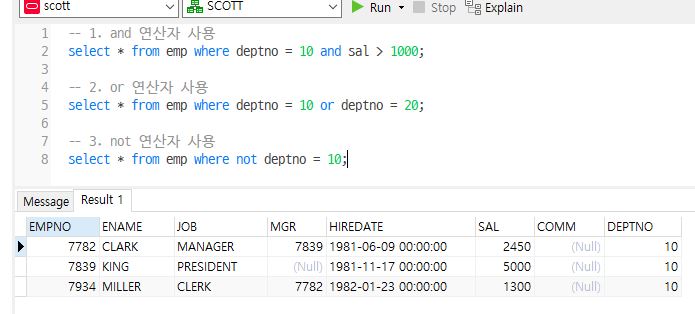 scott SCOTT Run Stop Explain
1 -- 1. and 연산자 사용
2 select * from emp where deptno = 10 and sal > 1000;
3
4 -- 2. or 연산자 사용
5 select * from emp where deptno = 10 or deptno = 20;
6
7 -- 3. not 연산자 사용
8 select * from emp where not deptno = 10;
Message Result 1
EMPNO ENAME JOB MGR HIREDATE SAL COMM DEPTNO
7782 CLARK MANAGER 7839 1981-06-09 00:00:00 2450 (Null) 10
7839 KING PRESIDENT (Null) 1981-11-17 00:00:00 5000 (Null) 10
7934 MILLER CLERK 7782 1982-01-23 00:00:00 1300 (Null) 10